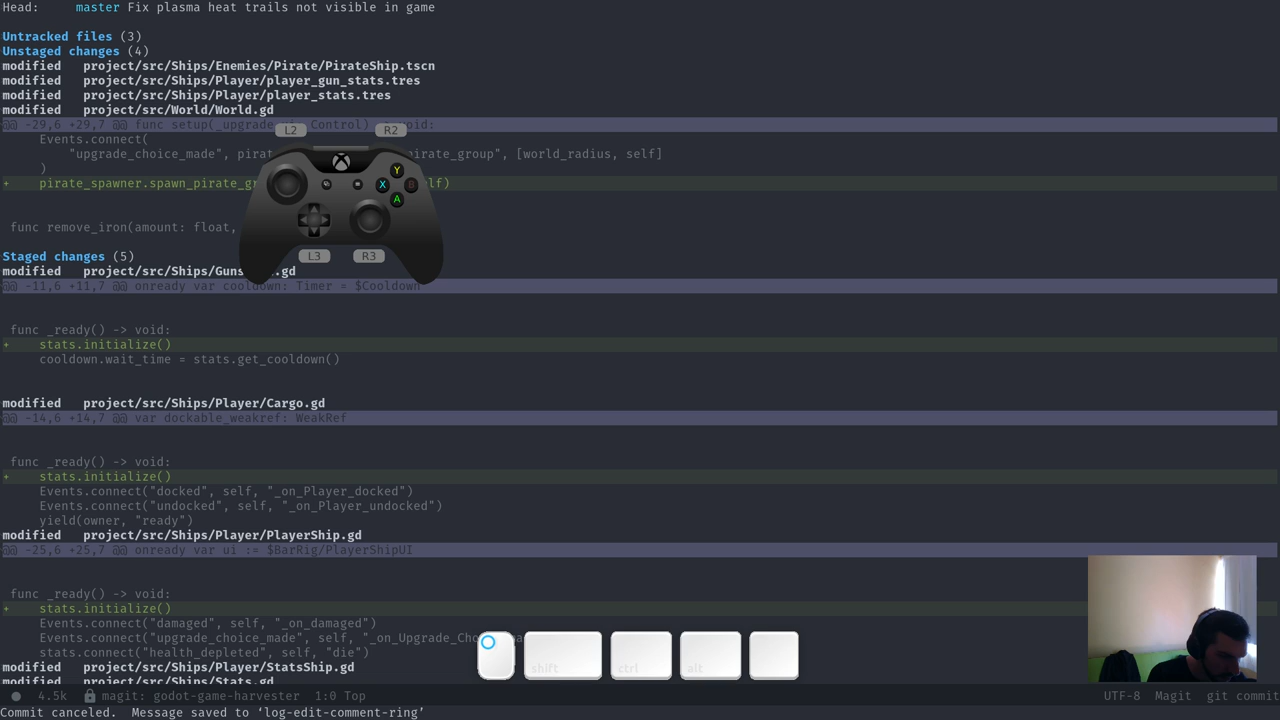 Head:     master Fix plasma heat trails not visible in game
Untracked files (3)
Unstaged changes (4)
modified   project/src/Ships/Enemies/Pirate/PirateShip.tscn
modified   project/src/Ships/Player/player_gun_stats.tres
modified   project/src/Ships/Player/player_stats.tres
modified   project/src/World/World.gd
@@ -29,6 +29,7 @@ func setup(_upgrade Control) void:
L2 R2
    Events.connect(
        "upgrade_choice_made", pirat irate_group", [world_radius, self]
    )
Y
X B
+    pirate_spawner.spawn_pirate_gr lf)
A
 func remove_iron(amount: float,
L3 R3
Staged changes (5)
modified   project/src/Ships/Guns .gd
@@ -11,6 +11,7 @@ onready var cooldown: Timer = $Cooldown
 func _ready() -> void:
+    stats.initialize()
    cooldown.wait_time = stats.get_cooldown()
modified   project/src/Ships/Player/Cargo.gd
@@ -14,6 +14,7 @@ var dockable_weakref: WeakRef
 func _ready() -> void:
+    stats.initialize()
    Events.connect("docked", self, "_on_Player_docked")
    Events.connect("undocked", self, "_on_Player_undocked")
    yield(owner, "ready")
modified   project/src/Ships/Player/PlayerShip.gd
@@ -25,6 +25,7 @@ onready var ui := $BarRig/PlayerShipUI
 func _ready() -> void:
+    stats.initialize()
    Events.connect("damaged", self, "_on_damaged")
    Events.connect("upgrade_choice_made", self, "_on_Upgrade_Cho
    stats.connect("health_depleted", self, "die")
shift ctrl alt
modified   project/src/Ships/Player/StatsShip.gd
modified   project/src/Ships/Stats.gd
4.5k magit: godot-game-harvester  1:0 Top UTF-8  Magit  git commit
Commit canceled.  Message saved to ‘log-edit-comment-ring’